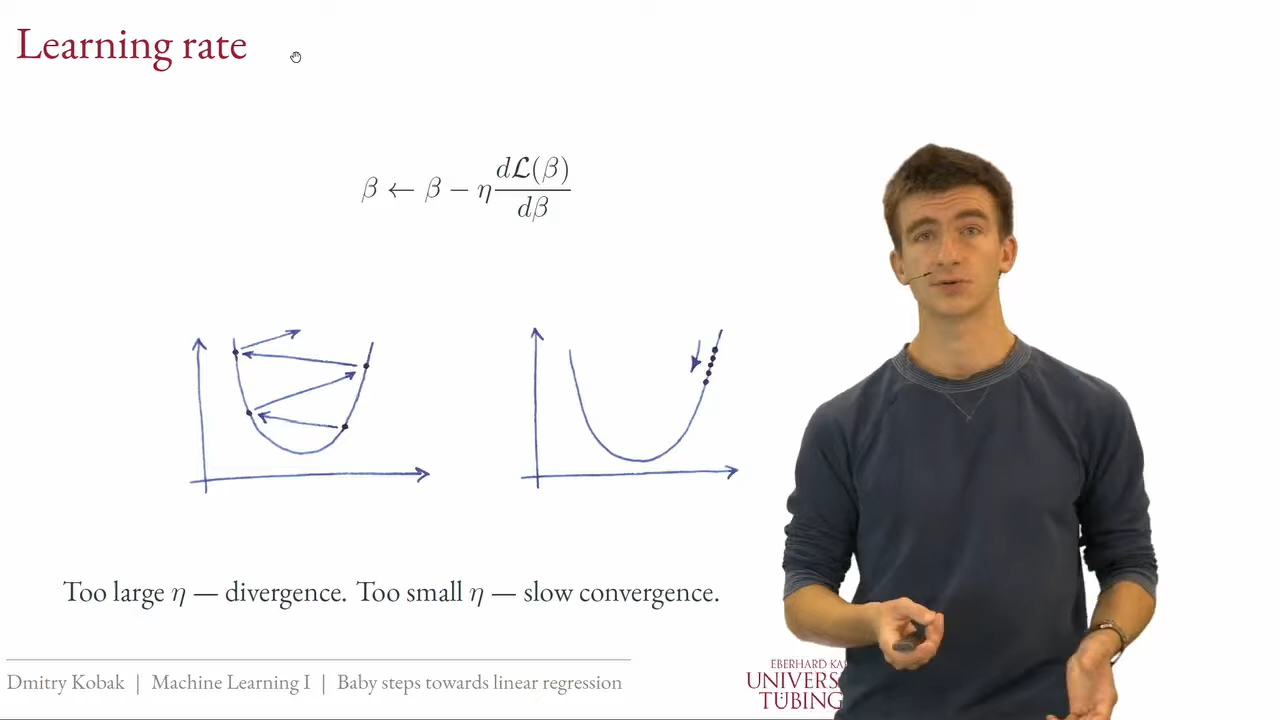 Learning rate
β ← β − η dℒ(β)/dβ
Too large η — divergence. Too small η — slow convergence.
Dmitry Kobak | Machine Learning I | Baby steps towards linear regression
EBERHARD KA
UNIVERS
TÜBING